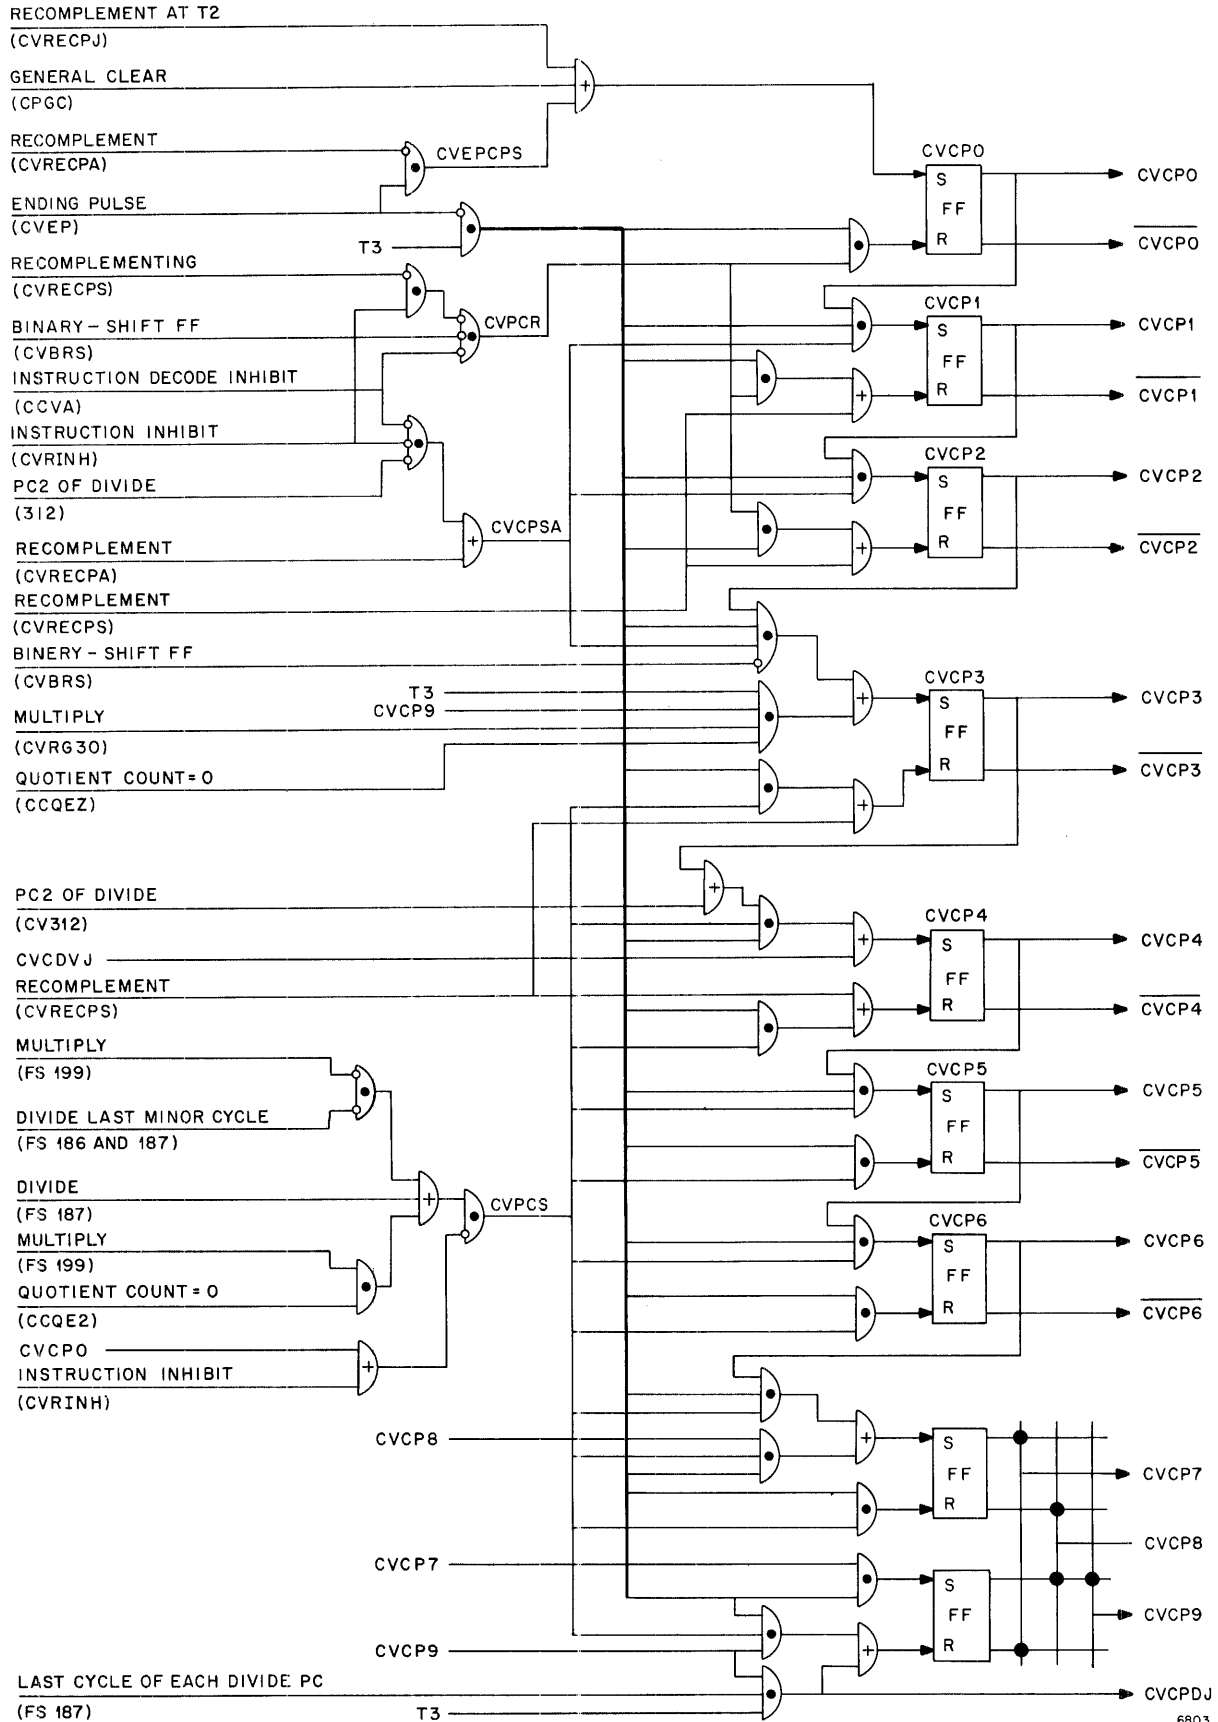 RECOMPLEMENT AT T2
(CVRECPJ)
GENERAL CLEAR
(CPGC)
RECOMPLEMENT
(CVRECPA)
CVEPCPS
ENDING PULSE
(CVEP)
T3
RECOMPLEMENTING
(CVRECPS)
BINARY-SHIFT FF
(CVBRS)
CVPCR
INSTRUCTION DECODE INHIBIT
(CCVA)
INSTRUCTION INHIBIT
(CVRINH)
PC2 OF DIVIDE
(312)
CVCPSA
RECOMPLEMENT
(CVRECPA)
RECOMPLEMENT
(CVRECPS)
BINERY-SHIFT FF
(CVBRS)
T3
CVCP9
MULTIPLY
(CVRG30)
QUOTIENT COUNT=0
(CCQEZ)
PC2 OF DIVIDE
(CV312)
CVCDVJ
RECOMPLEMENT
(CVRECPS)
MULTIPLY
(FS 199)
DIVIDE LAST MINOR CYCLE
(FS 186 AND 187)
DIVIDE
(FS 187)
CVPCS
MULTIPLY
(FS 199)
QUOTIENT COUNT=0
(CCQE2)
CVCP0
INSTRUCTION INHIBIT
(CVRINH)
CVCP8
CVCP7
CVCP9
LAST CYCLE OF EACH DIVIDE PC
(FS 187)
T3
CVCP0
S
FF
R
CVCP0
CVCP0
CVCP1
S
FF
R
CVCP1
CVCP1
CVCP2
S
FF
R
CVCP2
CVCP2
CVCP3
S
FF
R
CVCP3
CVCP3
CVCP4
S
FF
R
CVCP4
CVCP4
CVCP5
S
FF
R
CVCP5
CVCP5
CVCP6
S
FF
R
CVCP6
CVCP6
S
FF
R
CVCP7
CVCP8
S
FF
R
CVCP9
CVCPDJ
6803